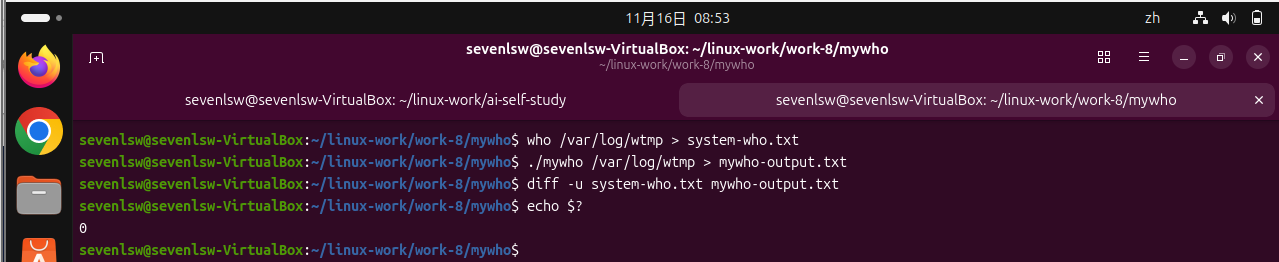 11月16日 08:53
zh
sevenlsw@sevenlsw-VirtualBox: ~/linux-work/work-8/mywho
~/linux-work/work-8/mywho
sevenlsw@sevenlsw-VirtualBox: ~/linux-work/ai-self-study
sevenlsw@sevenlsw-VirtualBox: ~/linux-work/work-8/mywho
sevenlsw@sevenlsw-VirtualBox:~/linux-work/work-8/mywho$ who /var/log/wtmp > system-who.txt
sevenlsw@sevenlsw-VirtualBox:~/linux-work/work-8/mywho$ ./mywho /var/log/wtmp > mywho-output.txt
sevenlsw@sevenlsw-VirtualBox:~/linux-work/work-8/mywho$ diff -u system-who.txt mywho-output.txt
sevenlsw@sevenlsw-VirtualBox:~/linux-work/work-8/mywho$ echo $?
0
sevenlsw@sevenlsw-VirtualBox:~/linux-work/work-8/mywho$